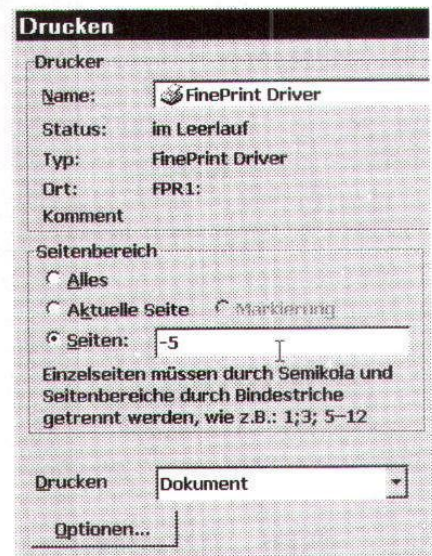 Drucken
Drucker
Name: FinePrint Driver
Status: im Leerlauf
Typ: FinePrint Driver
Ort: FPR1:
Komment
Seitenbereich
Alles
Aktuelle Seite Markierung
Seiten: -5
Einzelseiten müssen durch Semikola und
Seitenbereiche durch Bindestriche
getrennt werden, wie z.B.: 1;3; 5–12
Drucken Dokument
Optionen...